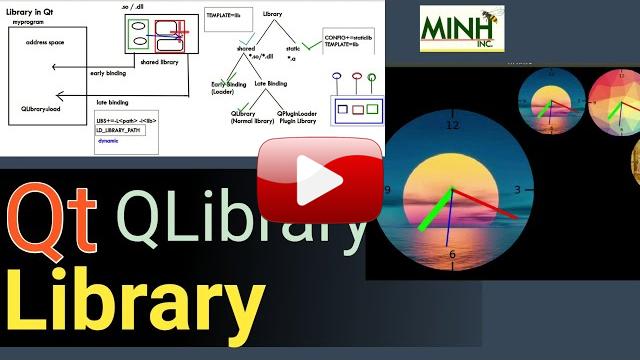 Library in Qt
myprogram
address space
QLibrary:load
.so / .dll
shared library
early binding
late binding
LIBS+=-L<path> -l<lib>
LD_LIBRARY_PATH
dynamic
TEMPLATE=lib
Library
shared
*.so/*.dll
static
*.a
CONFIG+=staticlib
TEMPLATE=lib
Early Binding
(Loader)
Late Binding
QLibrary
(Normal library)
QPluginLoader
Plugin Library
MINH
INC.
12
3
6
Qt QLibrary
Library